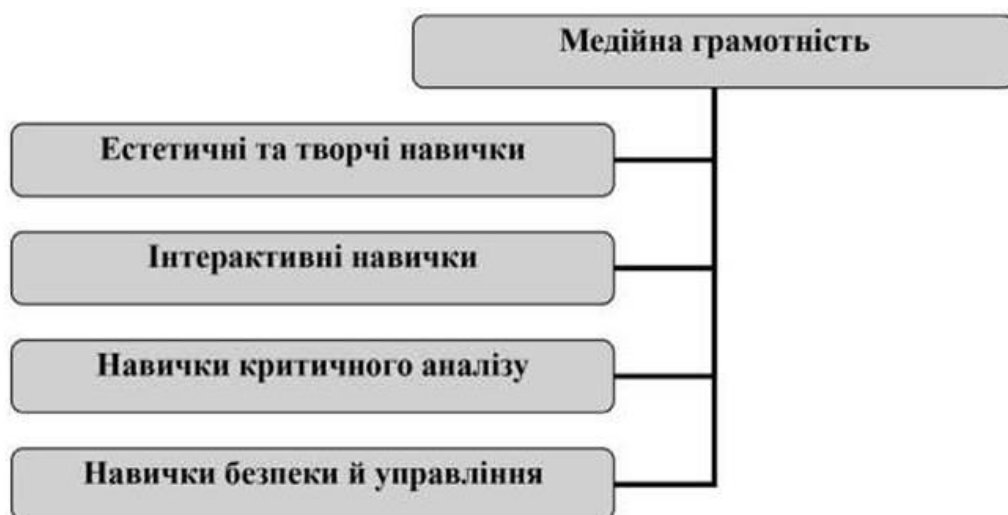 Медійна грамотність
Естетичні та творчі навички
Інтерактивні навички
Навички критичного аналізу
Навички безпеки й управління